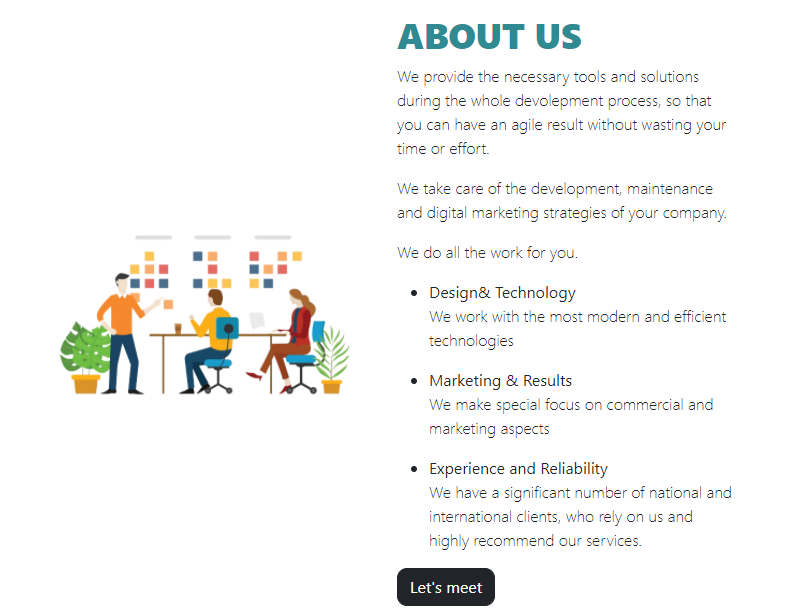 ABOUT US
We provide the necessary tools and solutions
during the whole devolepment process, so that
you can have an agile result without wasting your
time or effort.
We take care of the development, maintenance
and digital marketing strategies of your company.
We do all the work for you.
Design& Technology
We work with the most modern and efficient
technologies
Marketing & Results
We make special focus on commercial and
marketing aspects
Experience and Reliability
We have a significant number of national and
international clients, who rely on us and
highly recommend our services.
Let's meet